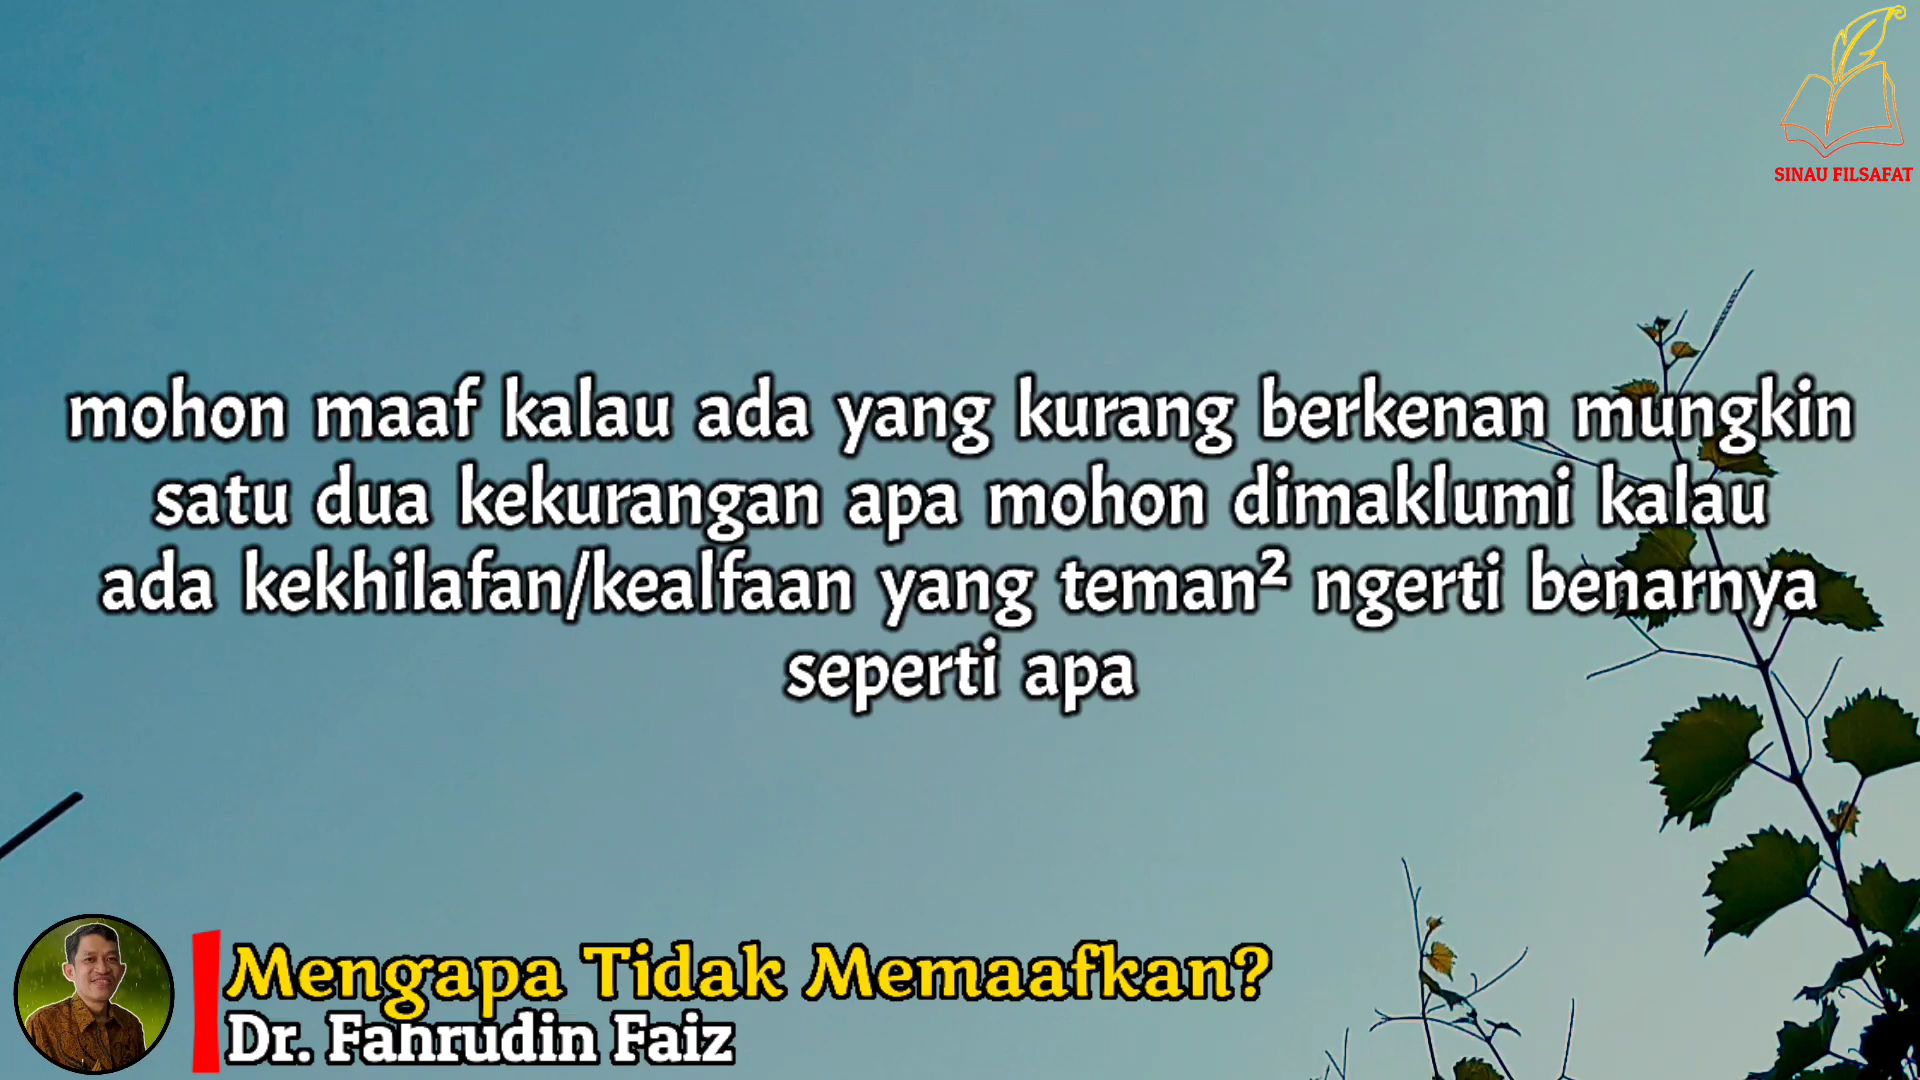 SINAU FILSAFAT
mohon maaf kalau ada yang kurang berkenan mungkin
satu dua kekurangan apa mohon dimaklumi kalau
ada kekhilafan/kealfaan yang teman² ngerti benarnya
seperti apa
Mengapa Tidak Memaafkan?
Dr. Fahrudin Faiz